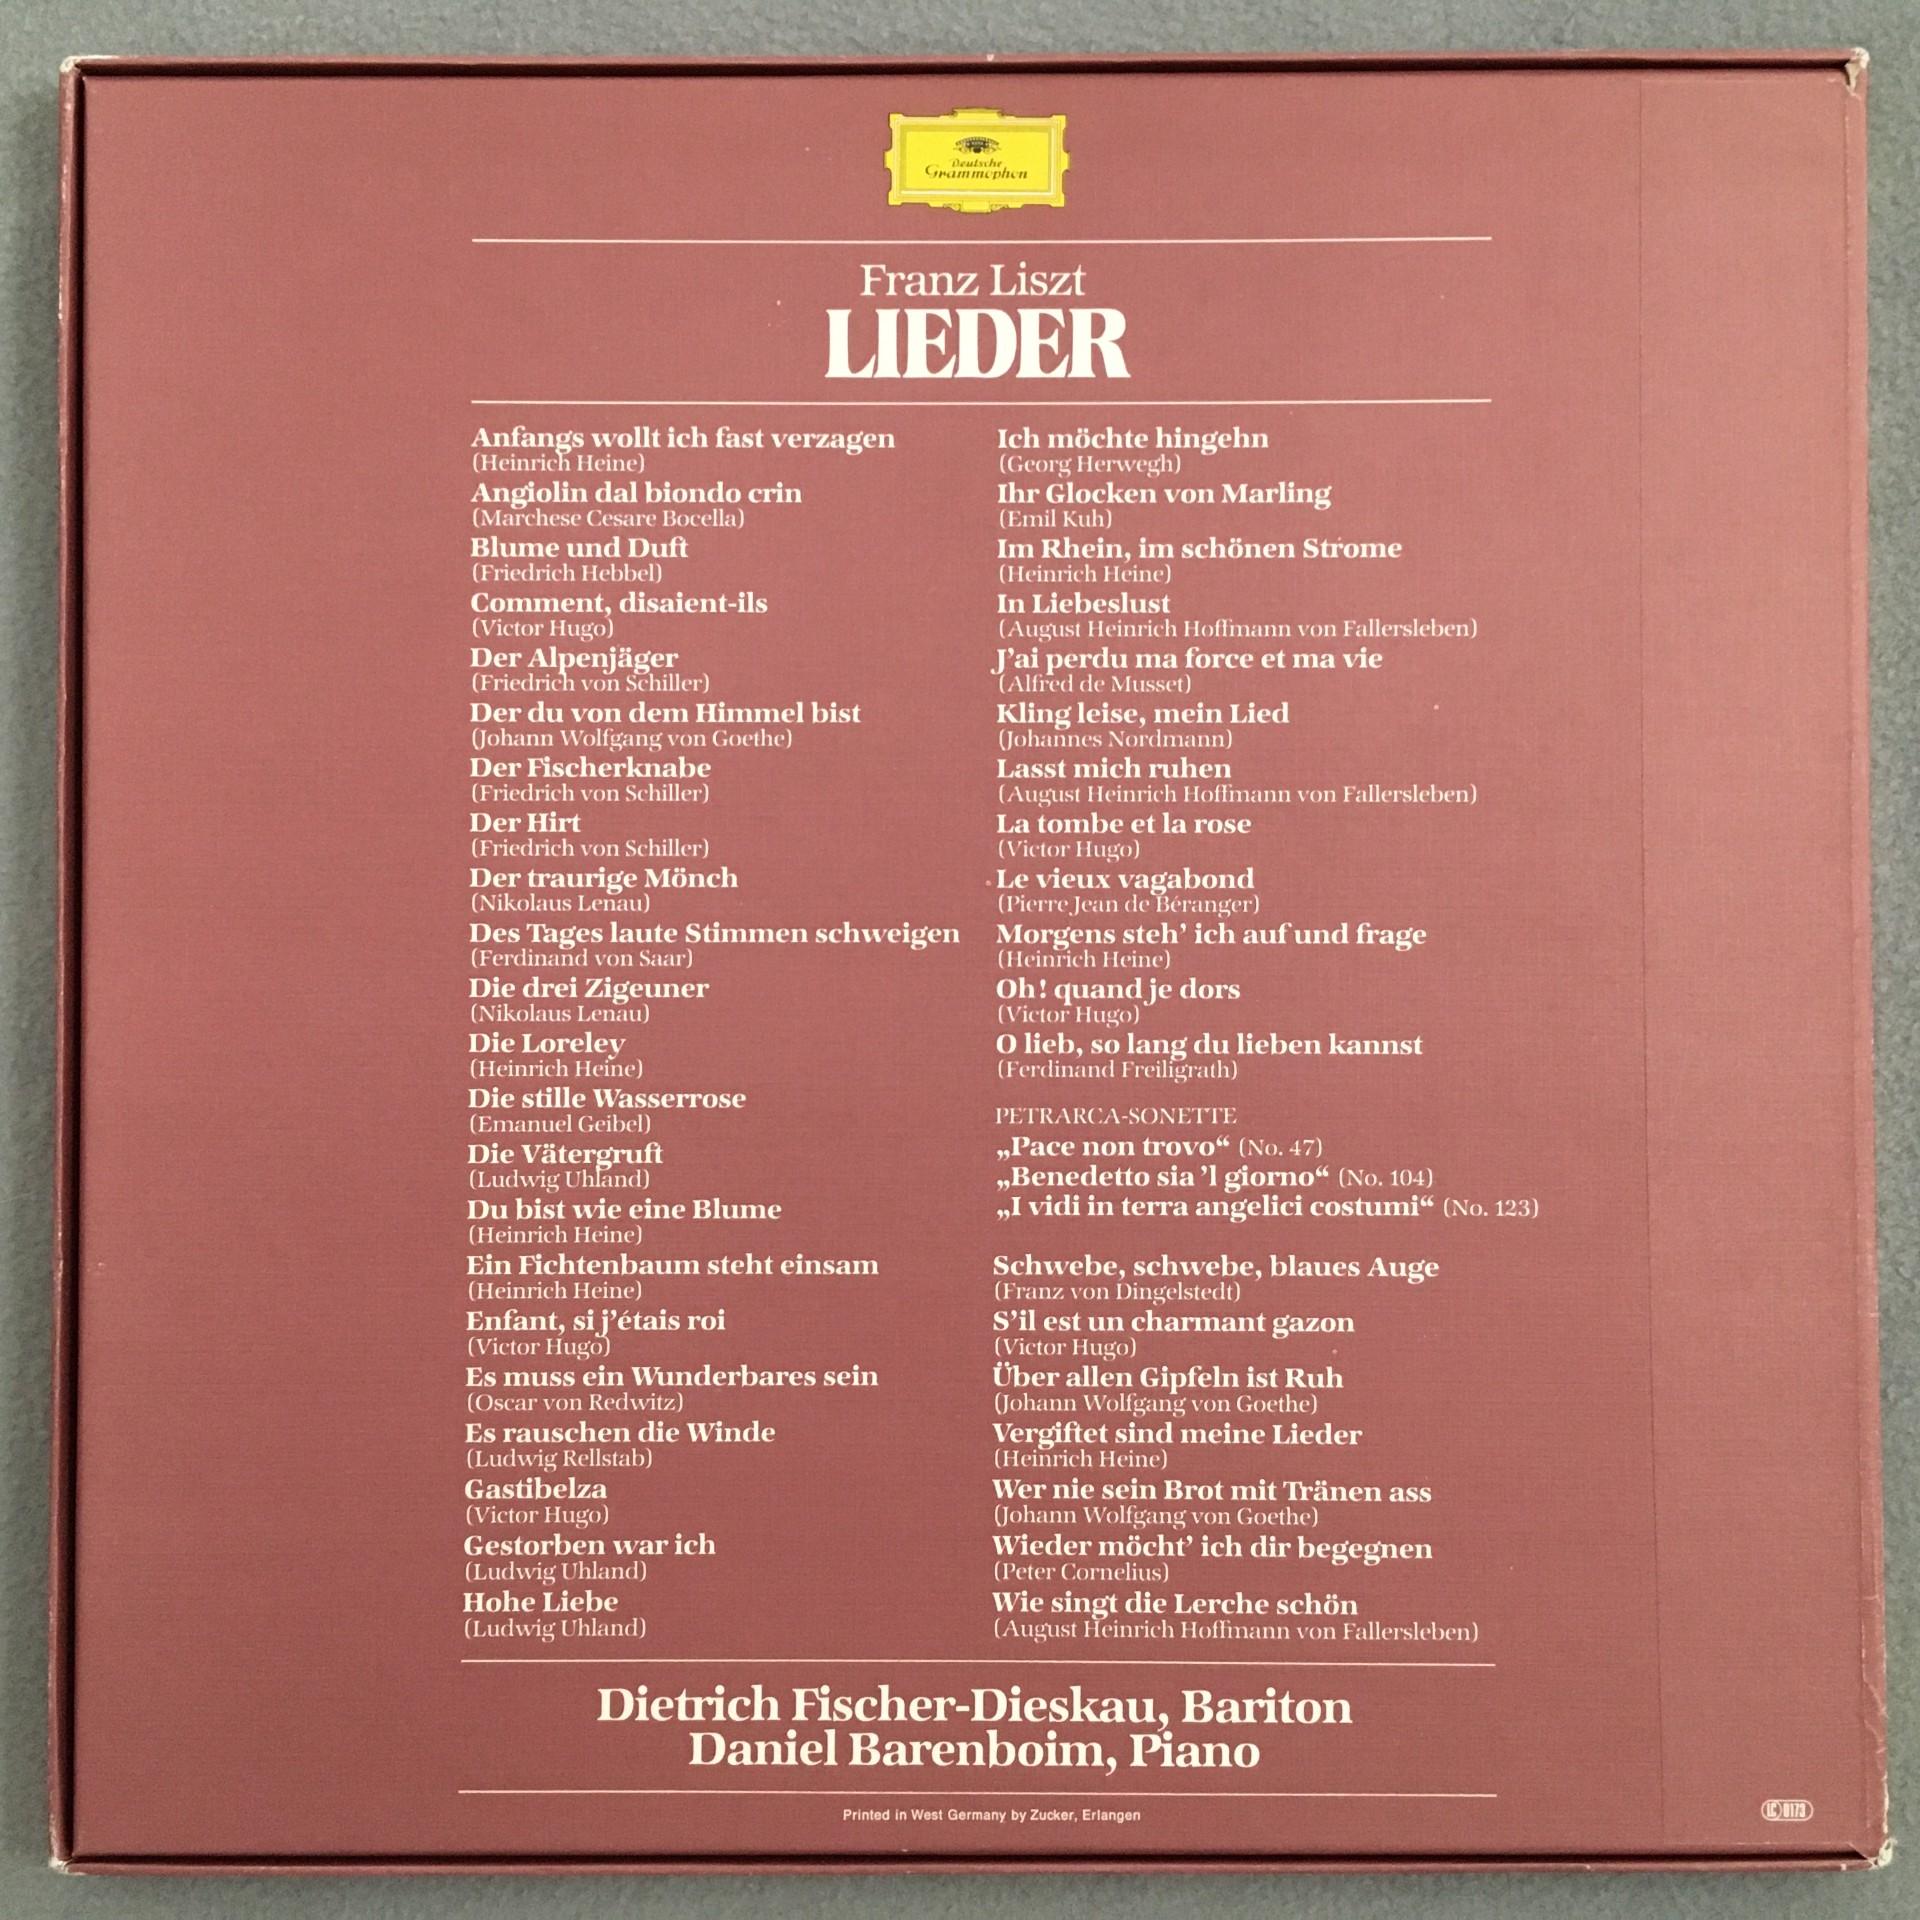 Deutsche
Grammophon
Franz Liszt
LIEDER
Anfangs wollt ich fast verzagen
(Heinrich Heine)
Angiolin dal biondo crin
(Marchese Cesare Bocella)
Blume und Duft
(Friedrich Hebbel)
Comment, disaient-ils
(Victor Hugo)
Der Alpenjäger
(Friedrich von Schiller)
Der du von dem Himmel bist
(Johann Wolfgang von Goethe)
Der Fischerknabe
(Friedrich von Schiller)
Der Hirt
(Friedrich von Schiller)
Der traurige Mönch
(Nikolaus Lenau)
Des Tages laute Stimmen schweigen
(Ferdinand von Saar)
Die drei Zigeuner
(Nikolaus Lenau)
Die Loreley
(Heinrich Heine)
Die stille Wasserrose
(Emanuel Geibel)
Die Vätergruft
(Ludwig Uhland)
Du bist wie eine Blume
(Heinrich Heine)
Ein Fichtenbaum steht einsam
(Heinrich Heine)
Enfant, si j'étais roi
(Victor Hugo)
Es muss ein Wunderbares sein
(Oscar von Redwitz)
Es rauschen die Winde
(Ludwig Rellstab)
Gastibelza
(Victor Hugo)
Gestorben war ich
(Ludwig Uhland)
Hohe Liebe
(Ludwig Uhland)
Ich möchte hingehn
(Georg Herwegh)
Ihr Glocken von Marling
(Emil Kuh)
Im Rhein, im schönen Strome
(Heinrich Heine)
In Liebeslust
(August Heinrich Hoffmann von Fallersleben)
J'ai perdu ma force et ma vie
(Alfred de Musset)
Kling leise, mein Lied
(Johannes Nordmann)
Lasst mich ruhen
(August Heinrich Hoffmann von Fallersleben)
La tombe et la rose
(Victor Hugo)
Le vieux vagabond
(Pierre Jean de Béranger)
Morgens steh' ich auf und frage
(Heinrich Heine)
Oh! quand je dors
(Victor Hugo)
O lieb, so lang du lieben kannst
(Ferdinand Freiligrath)
PETRARCA-SONETTE
„Pace non trovo“ (No. 47)
„Benedetto sia 'l giorno“ (No. 104)
„I vidi in terra angelici costumi“ (No. 123)
Schwebe, schwebe, blaues Auge
(Franz von Dingelstedt)
S'il est un charmant gazon
(Victor Hugo)
Über allen Gipfeln ist Ruh
(Johann Wolfgang von Goethe)
Vergiftet sind meine Lieder
(Heinrich Heine)
Wer nie sein Brot mit Tränen ass
(Johann Wolfgang von Goethe)
Wieder möcht' ich dir begegnen
(Peter Cornelius)
Wie singt die Lerche schön
(August Heinrich Hoffmann von Fallersleben)
Dietrich Fischer-Dieskau, Bariton
Daniel Barenboim, Piano
Printed in West Germany by Zucker, Erlangen
LC 0173